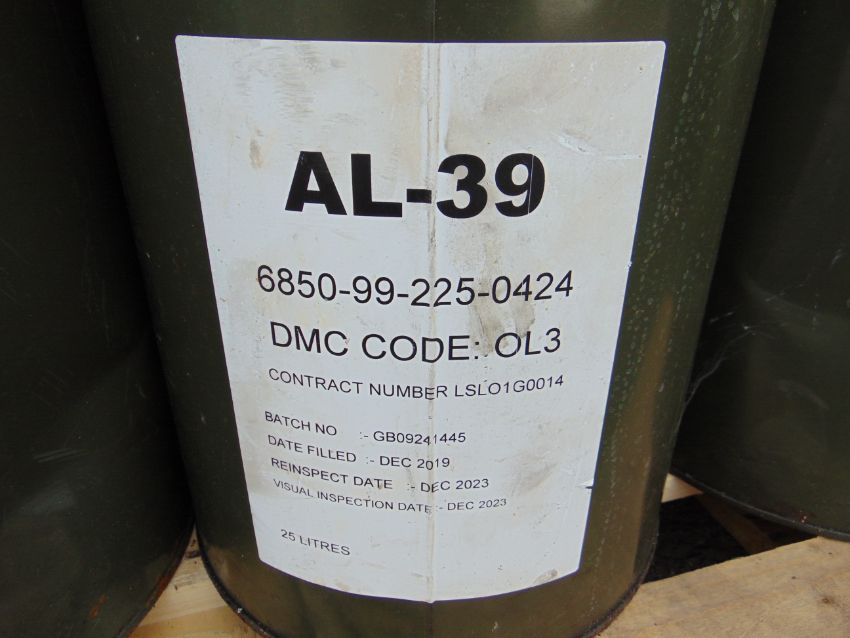 AL-39
6850-99-225-0424
DMC CODE: OL3
CONTRACT NUMBER LSLO1G0014
BATCH NO :- GB09241445
DATE FILLED :- DEC 2019
REINSPECT DATE :- DEC 2023
VISUAL INSPECTION DATE :- DEC 2023
25 LITRES